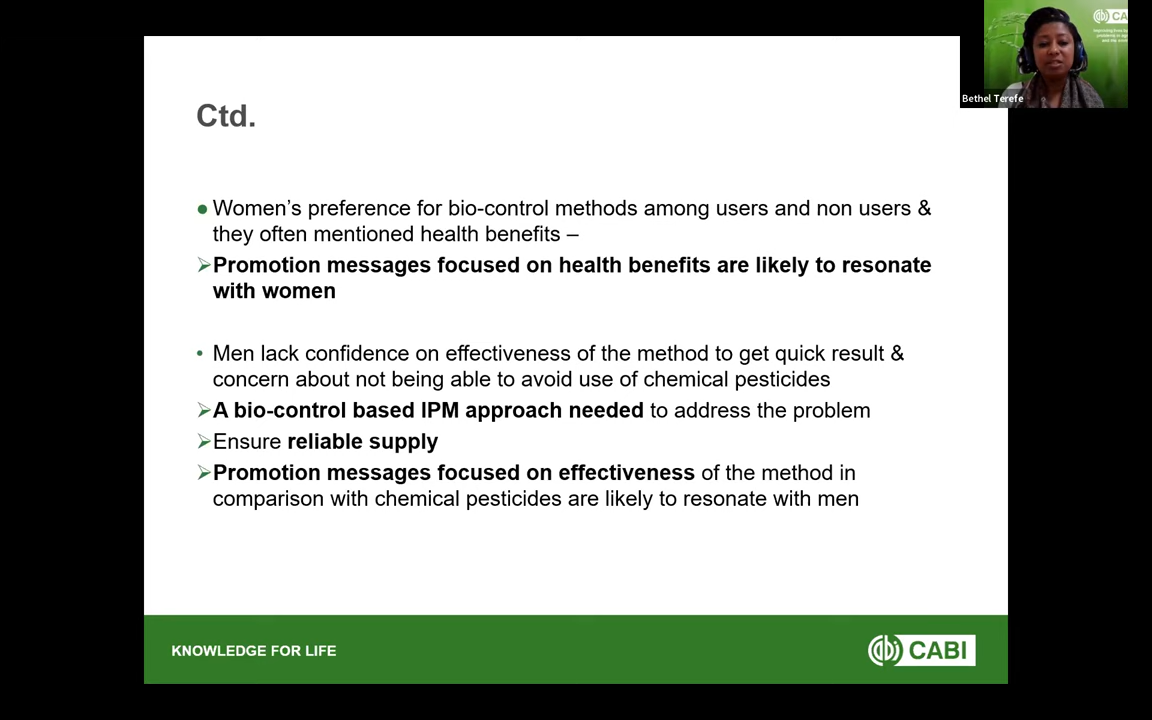 CABI
Bethel Terefe
Ctd.
● Women’s preference for bio-control methods among users and non users &
they often mentioned health benefits –
➢Promotion messages focused on health benefits are likely to resonate
with women
• Men lack confidence on effectiveness of the method to get quick result &
concern about not being able to avoid use of chemical pesticides
➢A bio-control based IPM approach needed to address the problem
➢Ensure reliable supply
➢Promotion messages focused on effectiveness of the method in
comparison with chemical pesticides are likely to resonate with men
KNOWLEDGE FOR LIFE
CABI